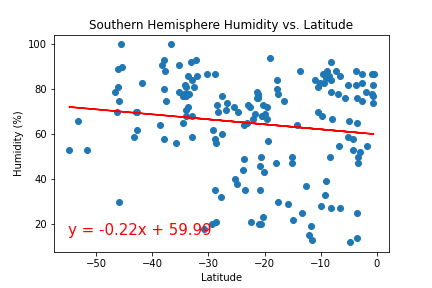 Southern Hemisphere Humidity vs. Latitude
100
80
60
40
20
Humidity (%)
y = -0.22x + 59.99
−50
−40
−30
−20
−10
0
Latitude